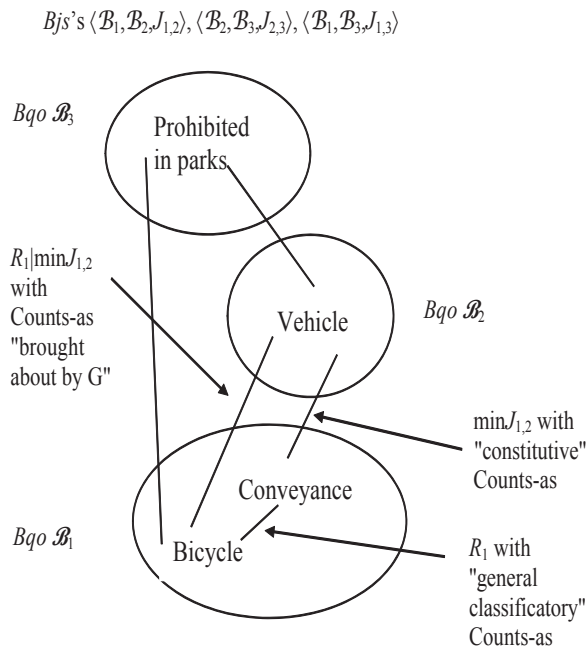 Bjs's ⟨ℬ₁,ℬ₂,J₁,₂⟩, ⟨ℬ₂,ℬ₃,J₂,₃⟩, ⟨ℬ₁,ℬ₃,J₁,₃⟩
Bqo ℬ₃
Prohibited
in parks
R₁|minJ₁,₂
with
Counts-as
"brought
about by G"
Vehicle
Bqo ℬ₂
minJ₁,₂ with
"constitutive"
Counts-as
Conveyance
Bqo ℬ₁
Bicycle
R₁ with
"general
classificatory"
Counts-as